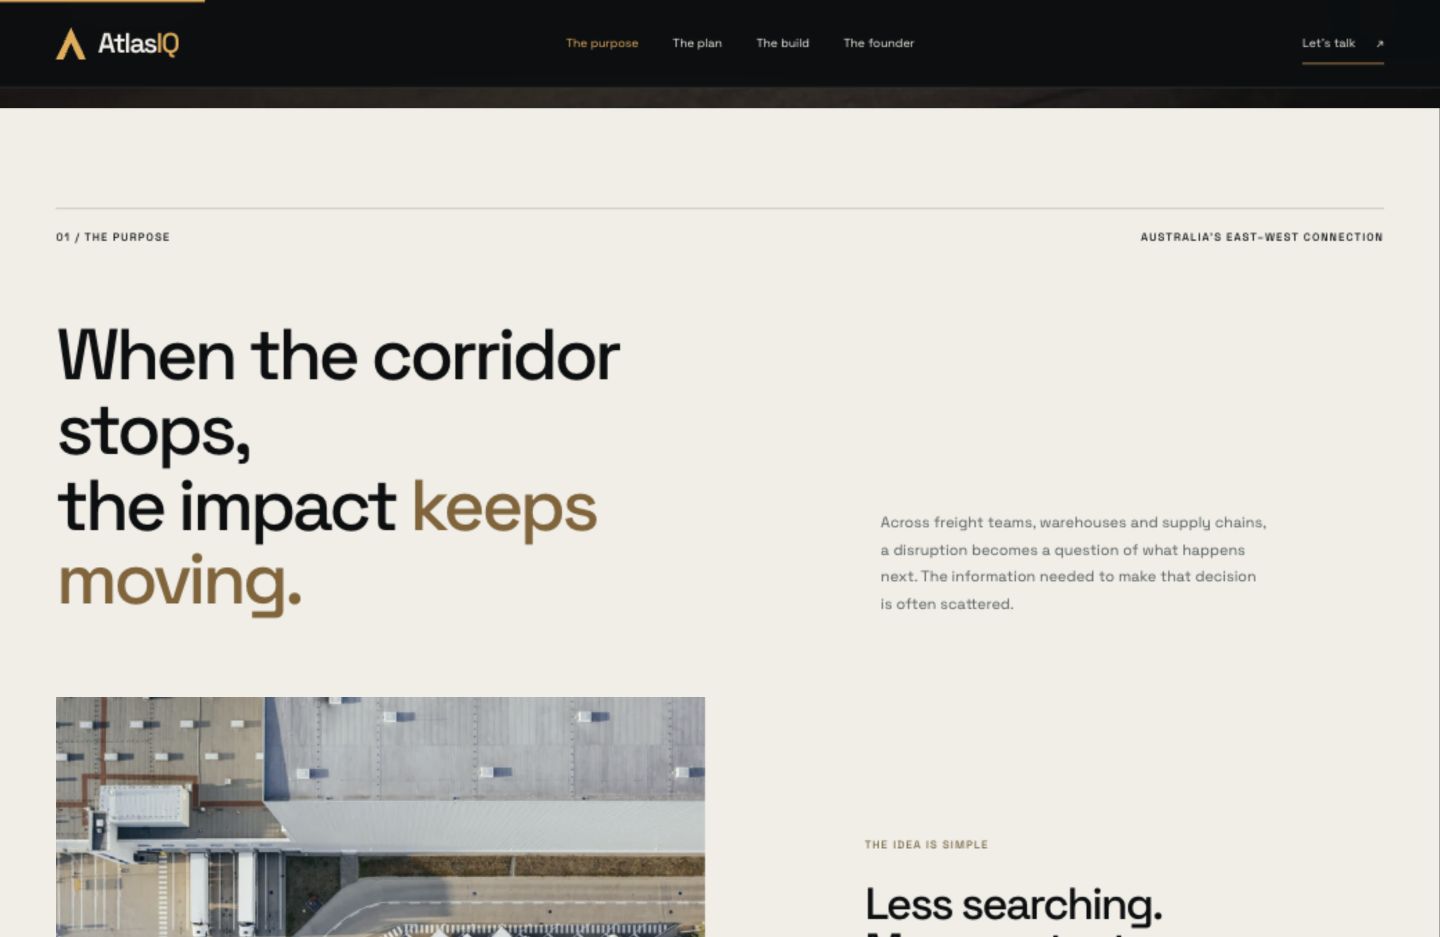 AtlasIQ
The purpose
The plan
The build
The founder
Let's talk ↗
01 / THE PURPOSE
AUSTRALIA'S EAST–WEST CONNECTION
When the corridor
stops,
the impact keeps
moving.
Across freight teams, warehouses and supply chains,
a disruption becomes a question of what happens
next. The information needed to make that decision
is often scattered.
THE IDEA IS SIMPLE
Less searching.